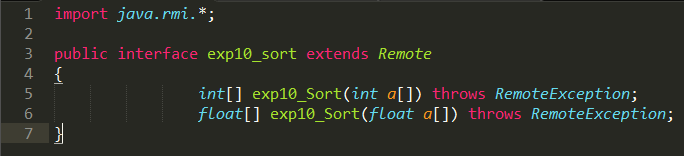 1 import java.rmi.*;
2
3 public interface exp10_sort extends Remote
4 {
5 int[] exp10_Sort(int a[]) throws RemoteException;
6 float[] exp10_Sort(float a[]) throws RemoteException;
7 }